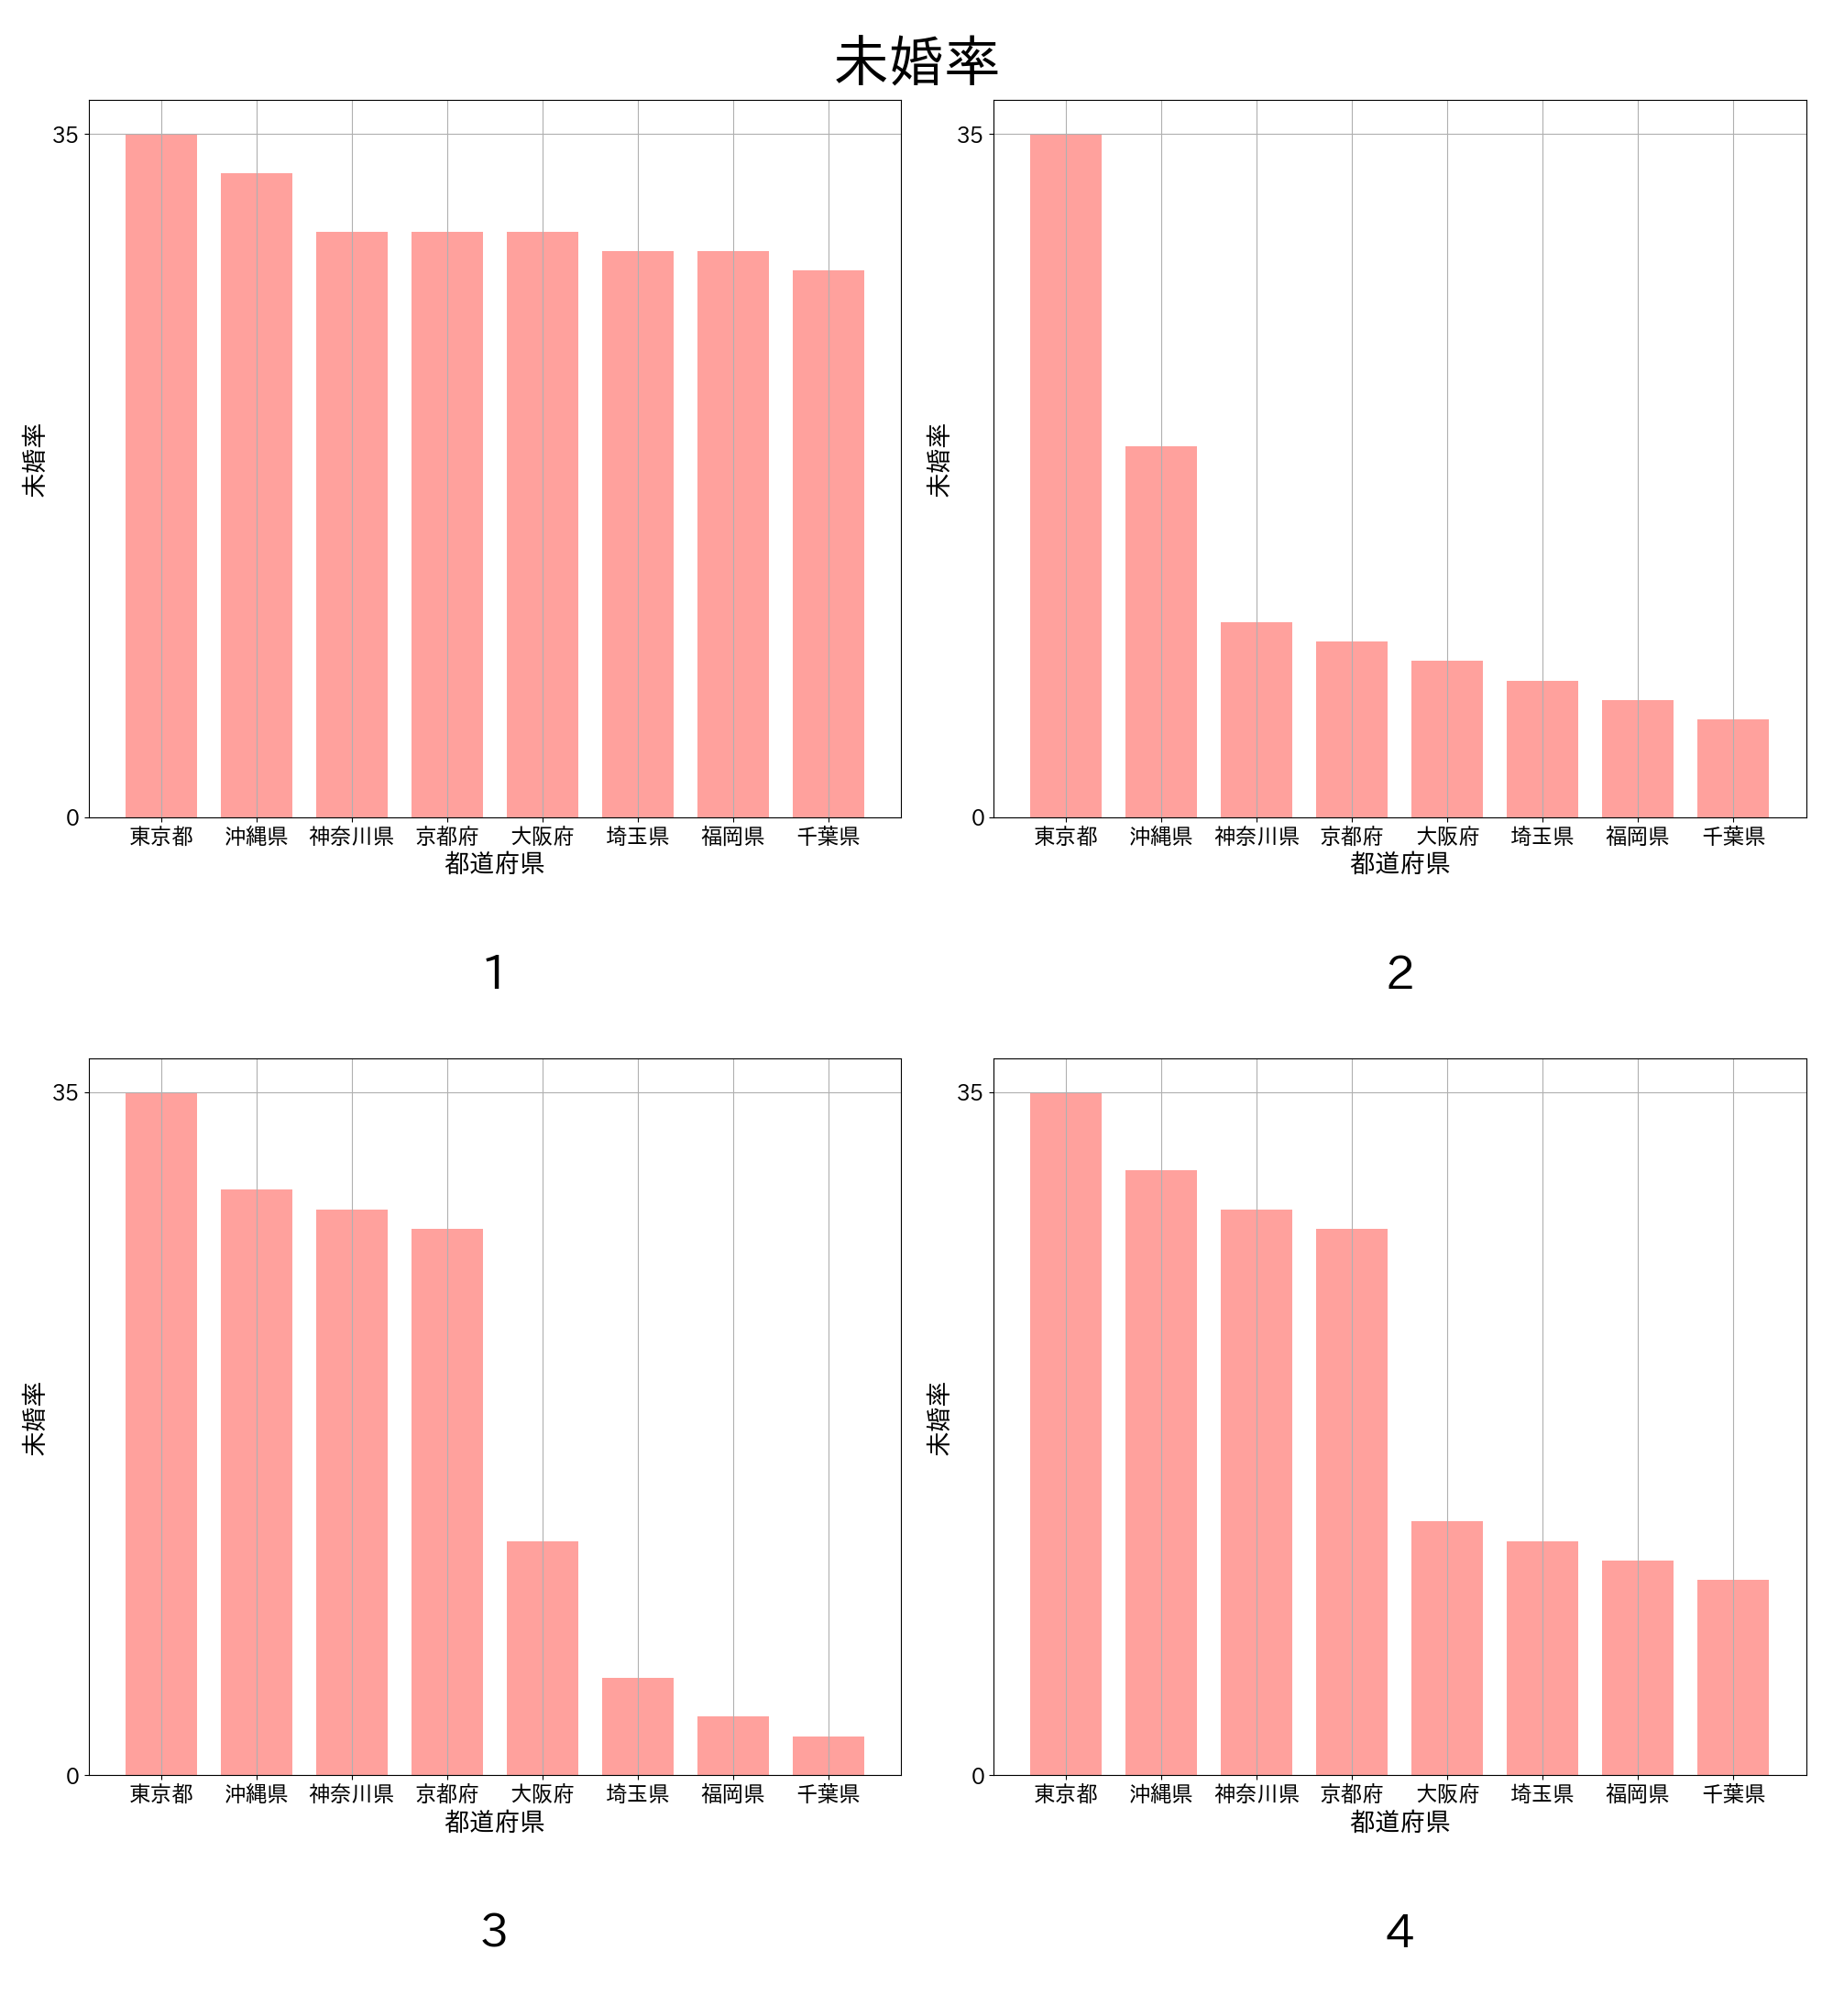 未婚率
35
0
未婚率
東京都 沖縄県 神奈川県 京都府 大阪府 埼玉県 福岡県 千葉県
都道府県
1
35
0
未婚率
東京都 沖縄県 神奈川県 京都府 大阪府 埼玉県 福岡県 千葉県
都道府県
2
35
0
未婚率
東京都 沖縄県 神奈川県 京都府 大阪府 埼玉県 福岡県 千葉県
都道府県
3
35
0
未婚率
東京都 沖縄県 神奈川県 京都府 大阪府 埼玉県 福岡県 千葉県
都道府県
4